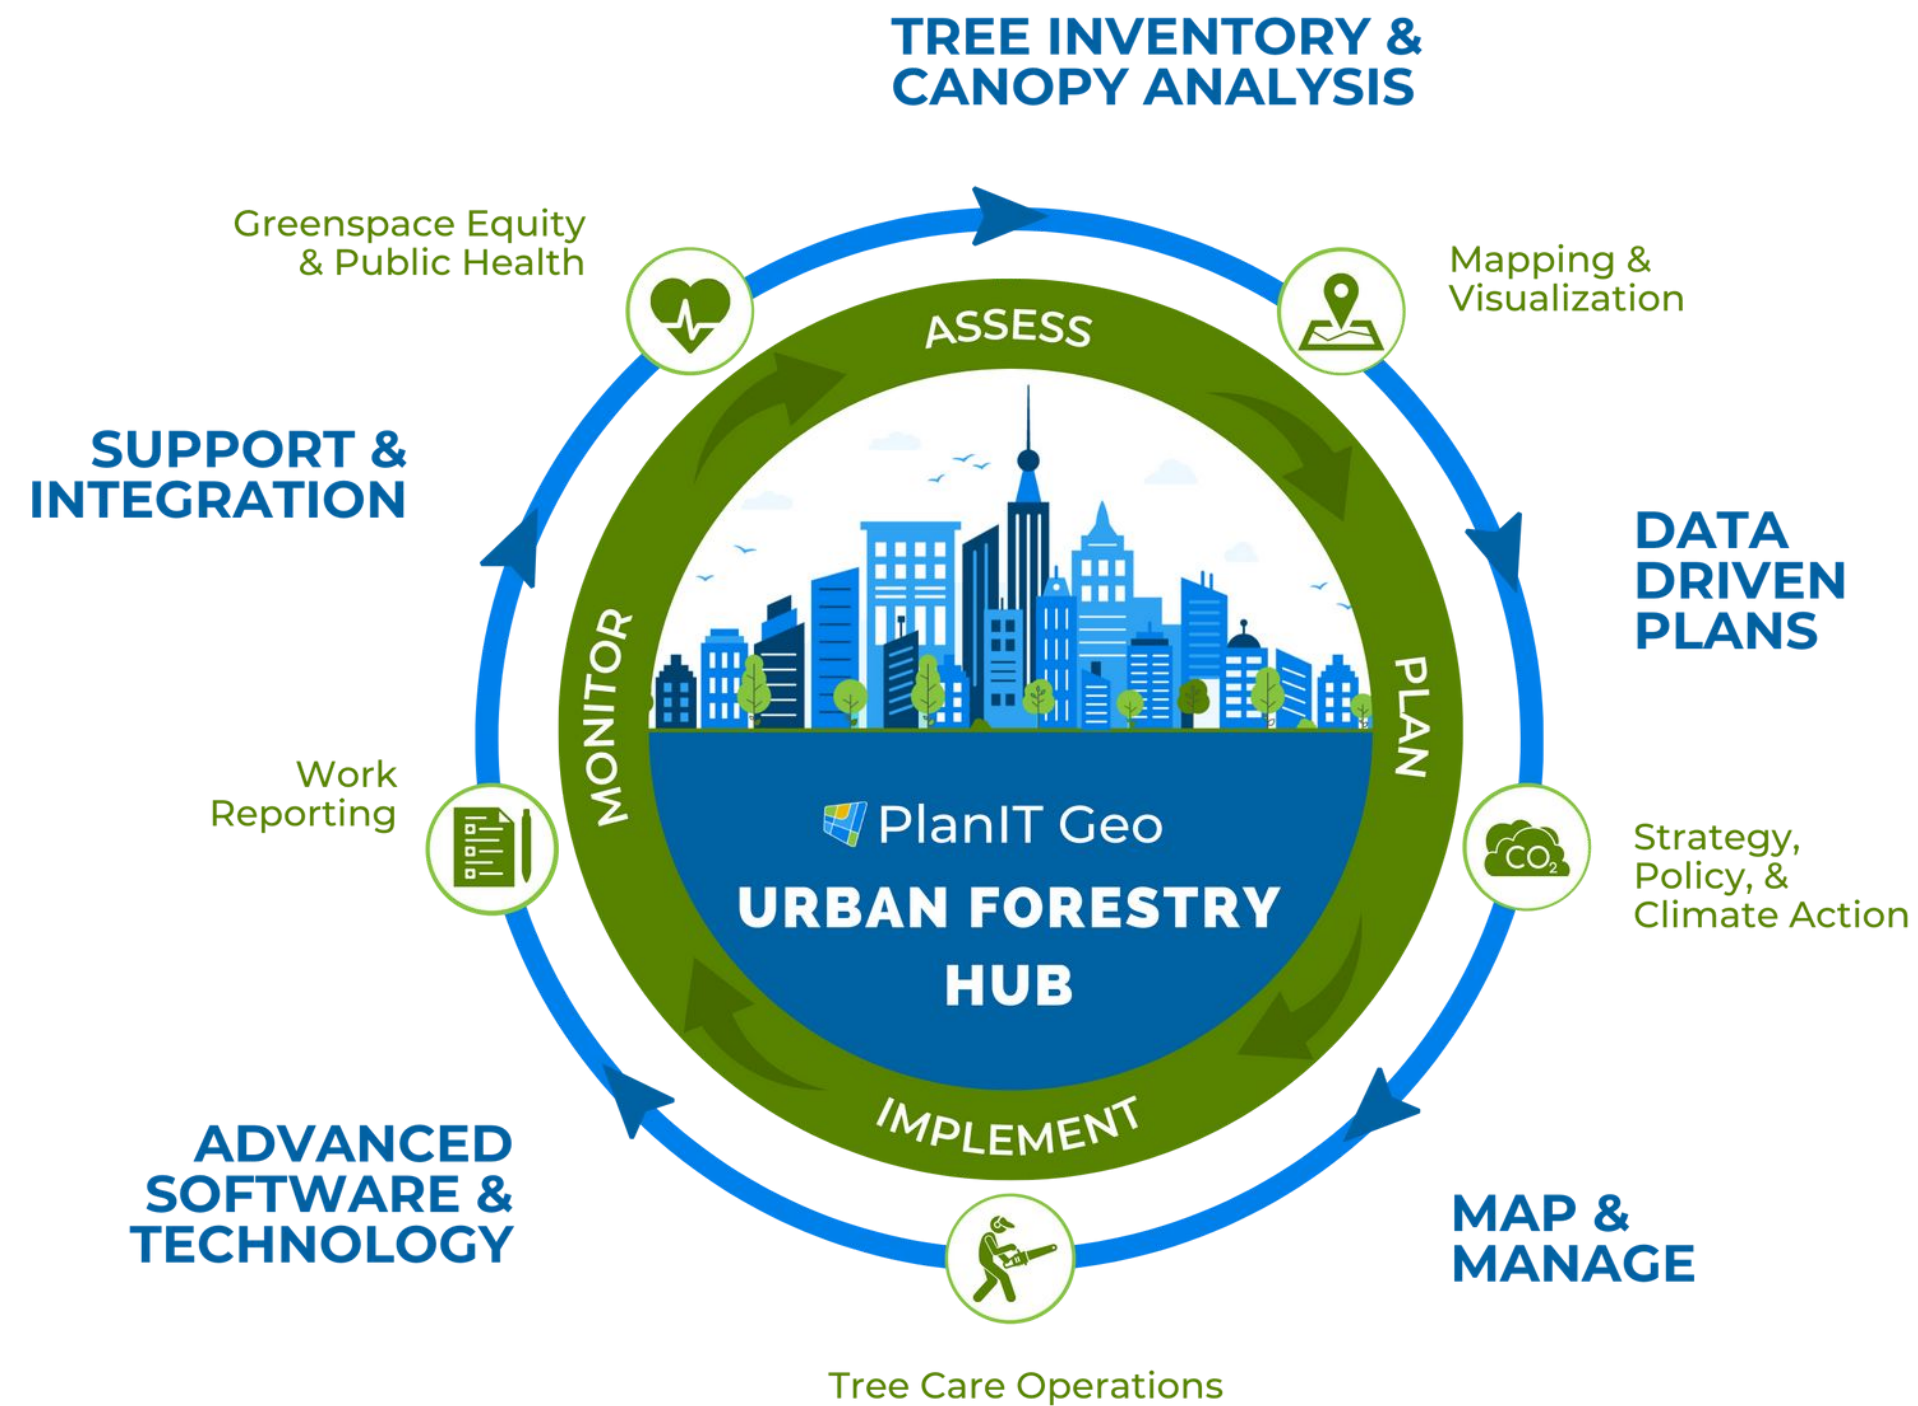 TREE INVENTORY &
CANOPY ANALYSIS
Greenspace Equity
& Public Health
Mapping &
Visualization
ASSESS
SUPPORT &
INTEGRATION
DATA
DRIVEN
PLANS
MONITOR
PLAN
Work
Reporting
PlanIT Geo
URBAN FORESTRY
HUB
CO2
Strategy,
Policy, &
Climate Action
IMPLEMENT
ADVANCED
SOFTWARE &
TECHNOLOGY
MAP &
MANAGE
Tree Care Operations